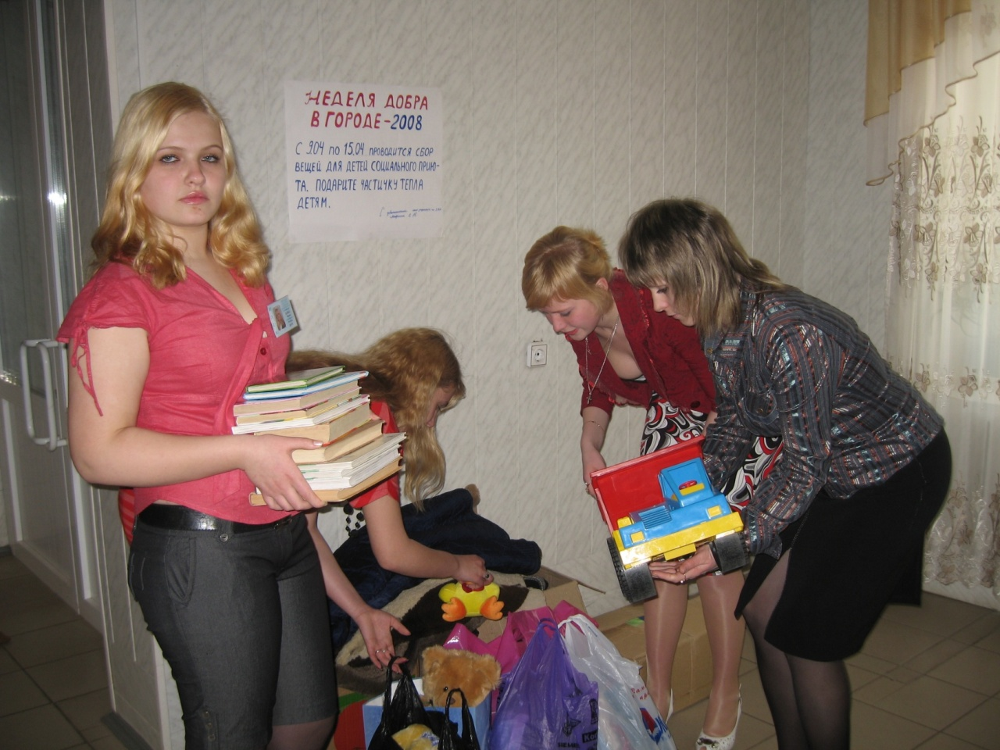 НЕДЕЛЯ ДОБРА
В ГОРОДЕ-2008
С 9.04 по 15.04 проводится сбор
вещей для детей социального прию-
та. Подарите частичку тепла
детям.